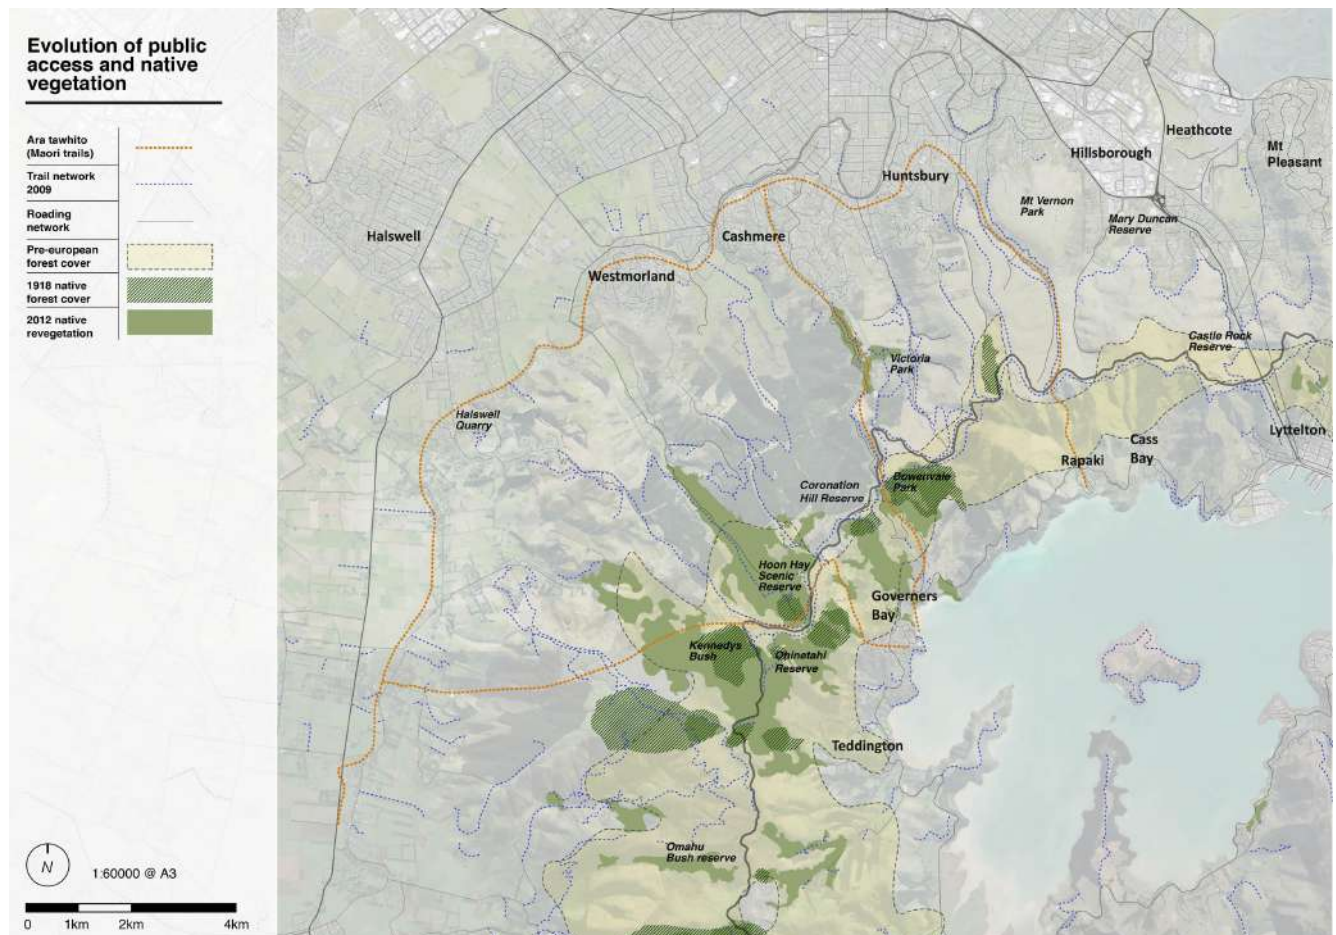 Evolution of public
access and native
vegetation
Ara tawhito
(Maori trails)
Trail network
2009
Roading
network
Pre-european
forest cover
1918 native
forest cover
2012 native
revegetation
N
1:60000 @ A3
0 1km 2km 4km
Heathcote
Hillsborough
Mt
Pleasant
Huntsbury
Mt Vernon
Park
Mary Duncan
Reserve
Halswell
Cashmere
Westmorland
Castle Rock
Reserve
Victoria
Park
Halswell
Quarry
Lyttelton
Cass
Bay
Rapaki
Bowenvale
Park
Coronation
Hill Reserve
Hoon Hay
Scenic
Reserve
Governers
Bay
Kennedys
Bush
Ohinetahi
Reserve
Teddington
Omahu
Bush reserve